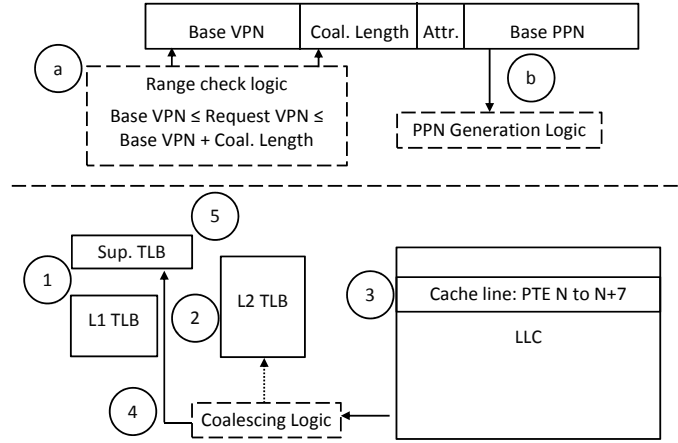 Base VPN
Coal. Length
Attr.
Base PPN
a
Range check logic
Base VPN ≤ Request VPN ≤
Base VPN + Coal. Length
b
PPN Generation Logic
5
Sup. TLB
1
L1 TLB
2
L2 TLB
3
Cache line: PTE N to N+7
LLC
4
Coalescing Logic